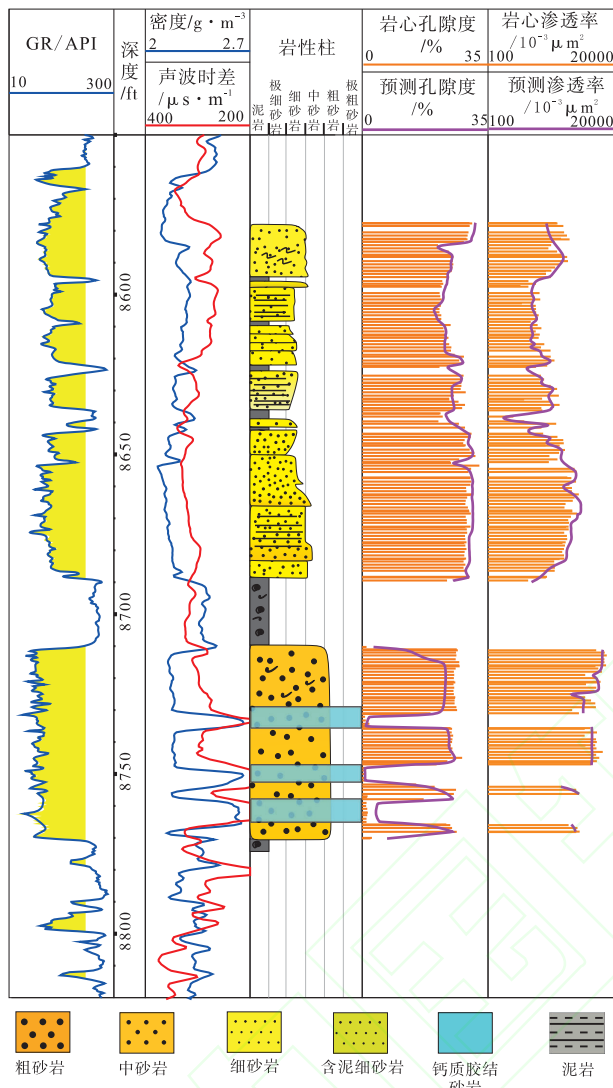 GR/API
10 300
深度/ft
密度/g·m⁻³
2 2.7
声波时差
/μs·m⁻¹
400 200
岩性柱
泥岩
极细砂岩
细砂岩
中砂岩
粗砂岩
极粗砂岩
岩心孔隙度
/%
0 35
预测孔隙度
/%
0 35
岩心渗透率
/10⁻³μm²
100 20000
预测渗透率
/10⁻³μm²
100 20000
8600
8650
8700
8750
8800
粗砂岩
中砂岩
细砂岩
含泥细砂岩
钙质胶结
砂岩
泥岩